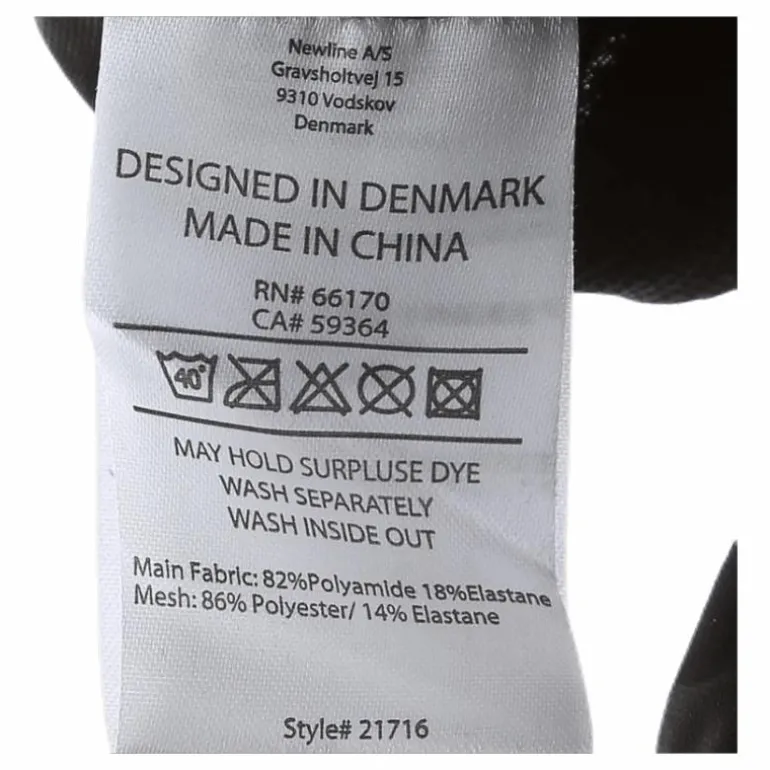 Newline A/S
Gravsholtvej 15
9310 Vodskov
Denmark
DESIGNED IN DENMARK
MADE IN CHINA
RN# 66170
CA# 59364
40°
MAY HOLD SURPLUSE DYE
WASH SEPARATELY
WASH INSIDE OUT
Main Fabric: 82%Polyamide 18%Elastane
Mesh: 86% Polyester/ 14% Elastane
Style# 21716